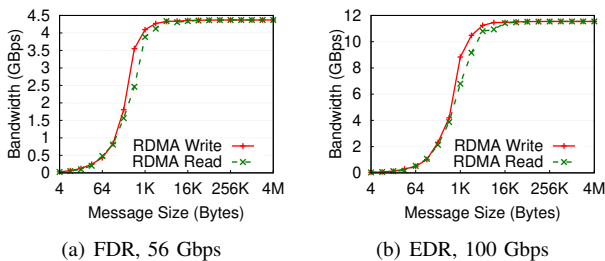 Bandwidth (GBps)
4.5
4
3.5
3
2.5
2
1.5
1
0.5
0
RDMA Write
RDMA Read
4 64 1K 16K 256K 4M
Message Size (Bytes)
(a) FDR, 56 Gbps
Bandwidth (GBps)
12
10
8
6
4
2
0
RDMA Write
RDMA Read
4 64 1K 16K 256K 4M
Message Size (Bytes)
(b) EDR, 100 Gbps